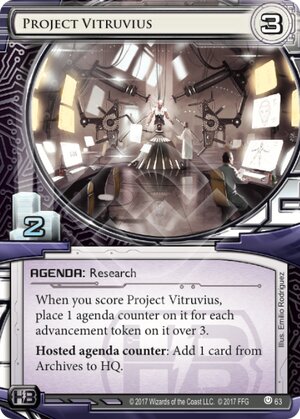 PROJECT VITRUVIUS
3
2
AGENDA: Research
When you score Project Vitruvius,
place 1 agenda counter on it for each
advancement token on it over 3.
Hosted agenda counter: Add 1 card from
Archives to HQ.
Illus. Emilio Rodríguez
HB
©2017 Wizards of the Coast LLC. © 2017 FFG
63